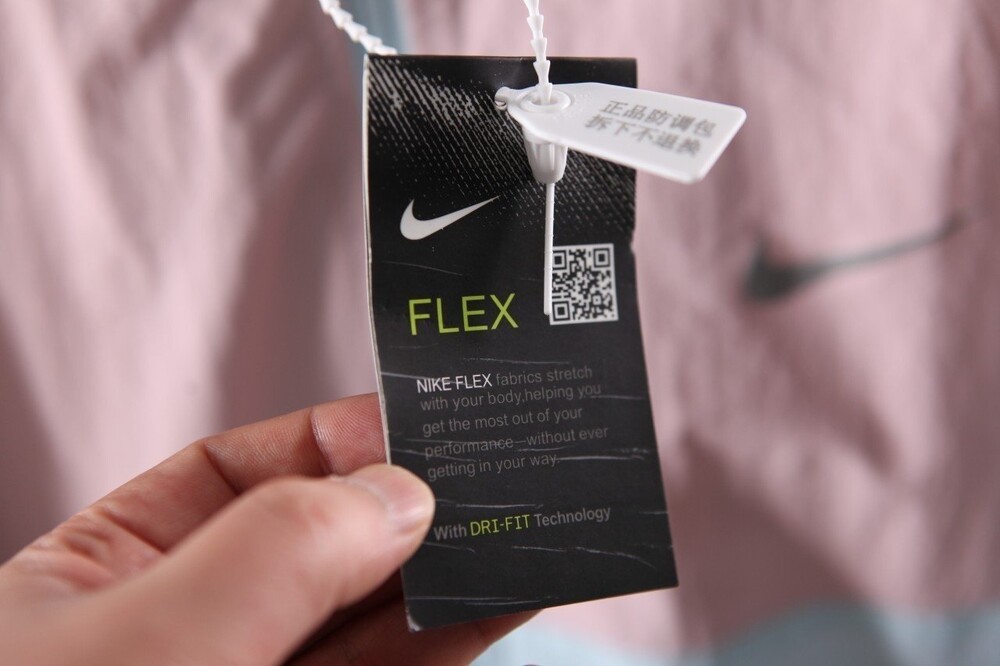 正品防调包
拆下不退换
FLEX
NIKE FLEX fabrics stretch
with your body,helping you
get the most out of your
performance—without ever
getting in your way.
With DRI-FIT Technology